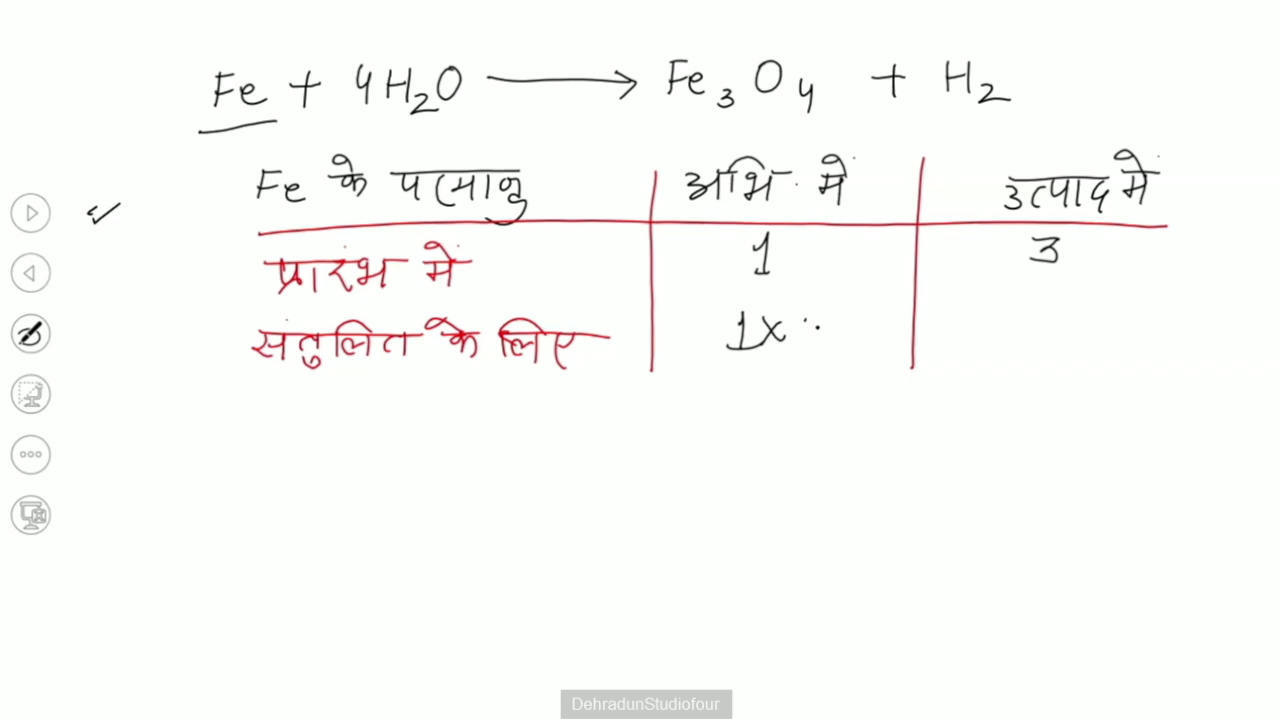 Fe + 4H₂O ⟶ Fe₃O₄ + H₂
Fe के परमाणु अभि. में उत्पाद में
प्रारंभ में 1 3
संतुलित के लिए 1x
DehradunStudiofour